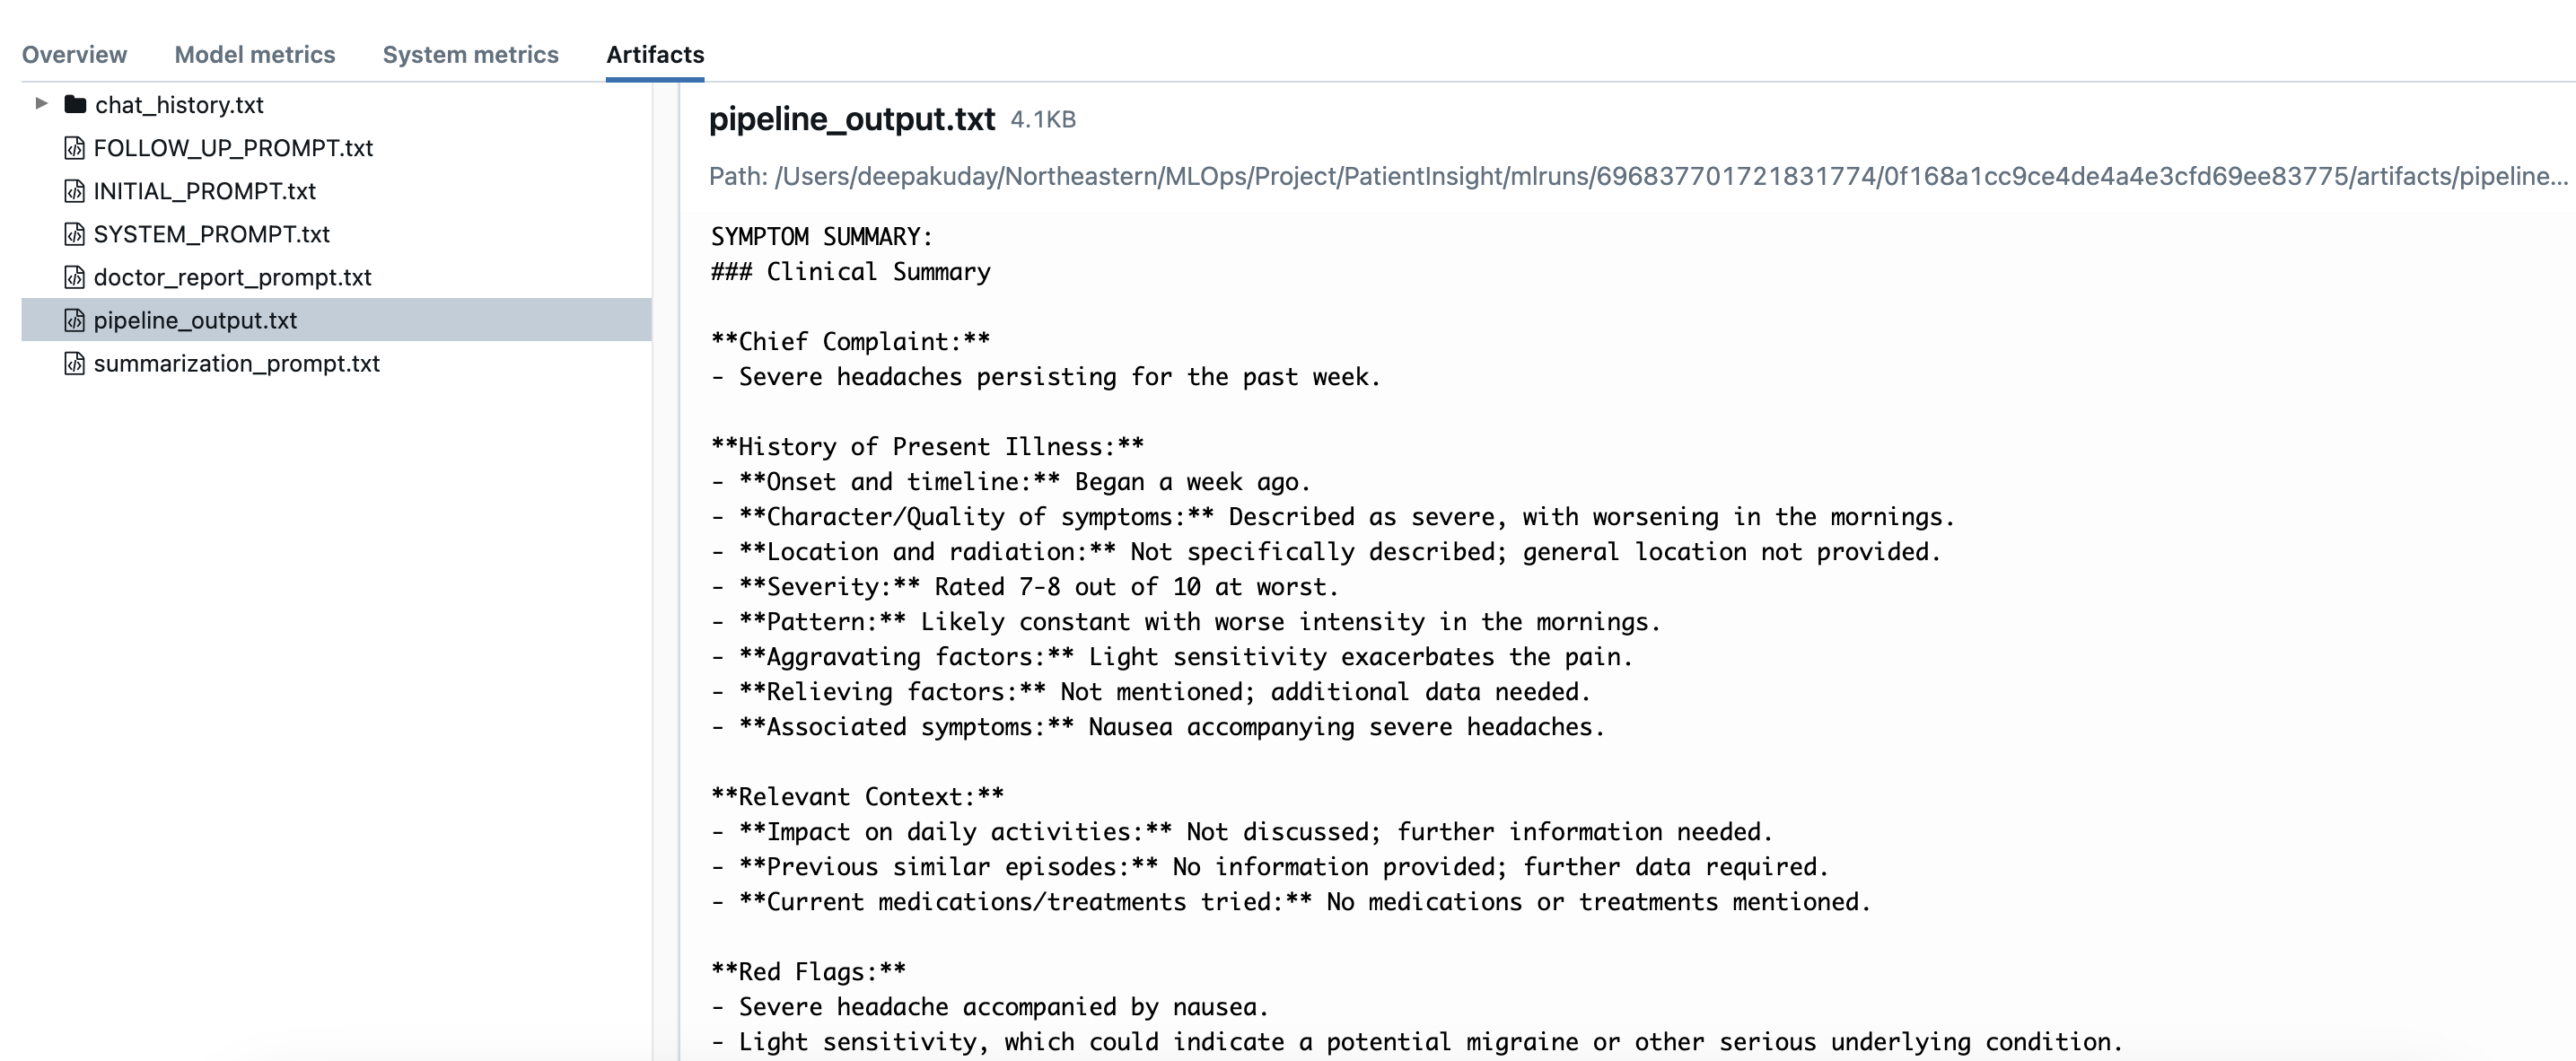 Overview Model metrics System metrics Artifacts
chat_history.txt
FOLLOW_UP_PROMPT.txt
INITIAL_PROMPT.txt
SYSTEM_PROMPT.txt
doctor_report_prompt.txt
pipeline_output.txt
summarization_prompt.txt
pipeline_output.txt 4.1KB
Path: /Users/deepakuday/Northeastern/MLOps/Project/PatientInsight/mlruns/696837701721831774/0f168a1cc9ce4de4a4e3cfd69ee83775/artifacts/pipeline...
SYMPTOM SUMMARY:
### Clinical Summary
**Chief Complaint:**
- Severe headaches persisting for the past week.
**History of Present Illness:**
- **Onset and timeline:** Began a week ago.
- **Character/Quality of symptoms:** Described as severe, with worsening in the mornings.
- **Location and radiation:** Not specifically described; general location not provided.
- **Severity:** Rated 7-8 out of 10 at worst.
- **Pattern:** Likely constant with worse intensity in the mornings.
- **Aggravating factors:** Light sensitivity exacerbates the pain.
- **Relieving factors:** Not mentioned; additional data needed.
- **Associated symptoms:** Nausea accompanying severe headaches.
**Relevant Context:**
- **Impact on daily activities:** Not discussed; further information needed.
- **Previous similar episodes:** No information provided; further data required.
- **Current medications/treatments tried:** No medications or treatments mentioned.
**Red Flags:**
- Severe headache accompanied by nausea.
- Light sensitivity, which could indicate a potential migraine or other serious underlying condition.